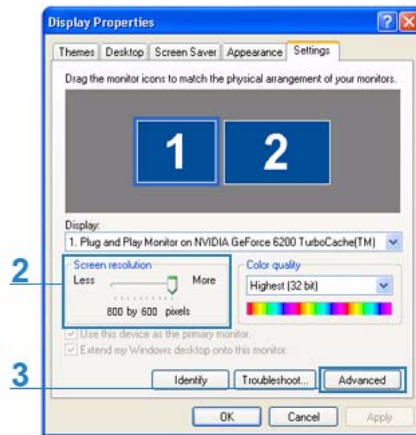 Display Properties
Themes Desktop Screen Saver Appearance Settings
Drag the monitor icons to match the physical arrangement of your monitors.
1 2
Display:
1. Plug and Play Monitor on NVIDIA GeForce 6200 TurboCache(TM)
2
Screen resolution
Less More
800 by 600 pixels
Color quality
Highest (32 bit)
Use this device as the primary monitor.
Extend my Windows desktop onto this monitor.
3
Identify Troubleshoot... Advanced
OK Cancel Apply